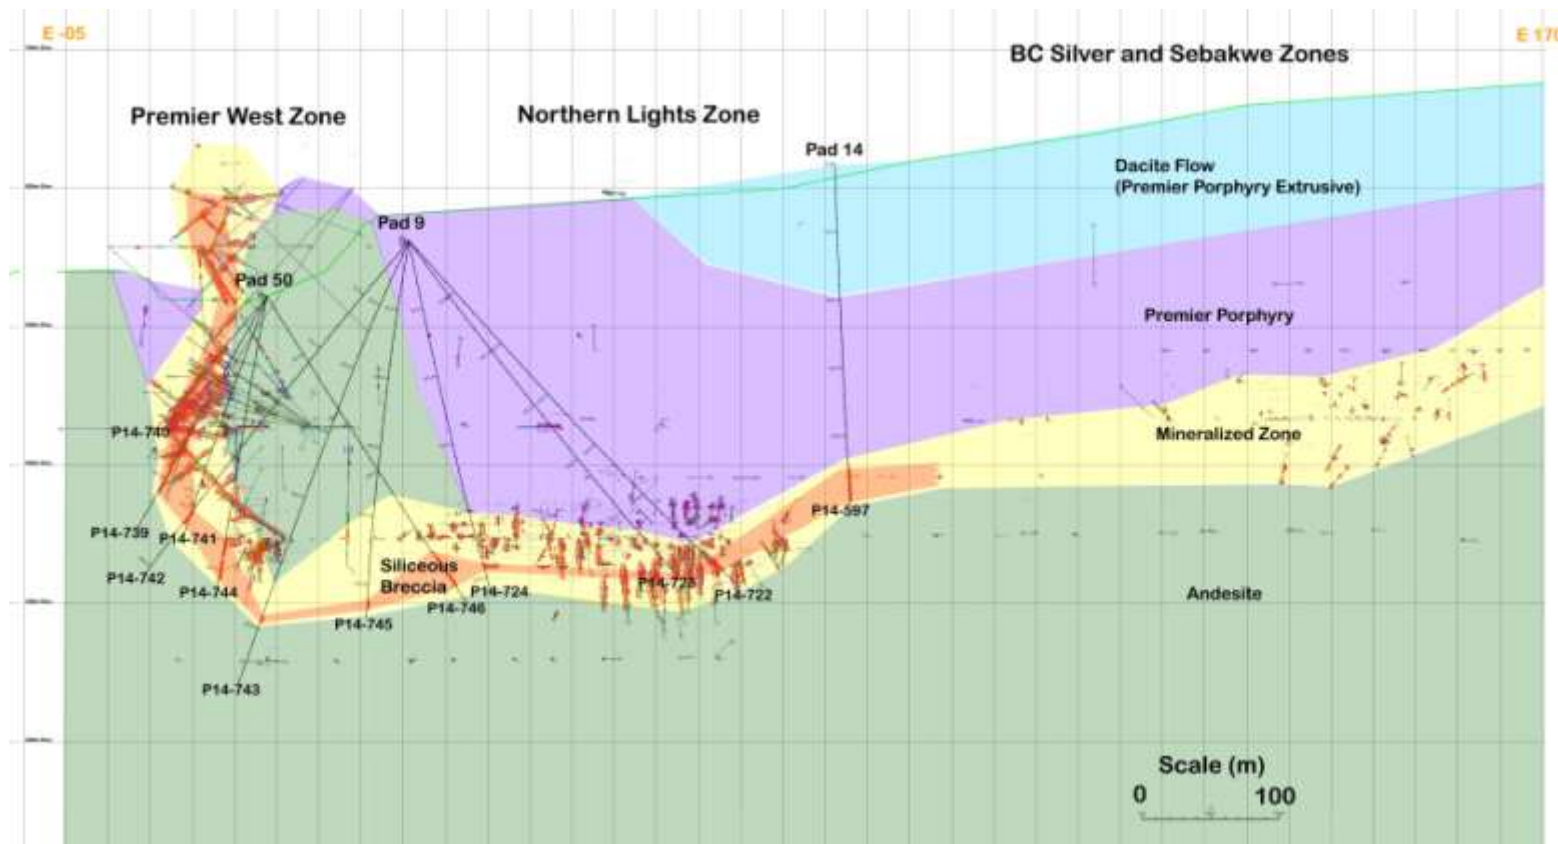 E -05
E 170
BC Silver and Sebakwe Zones
Premier West Zone
Northern Lights Zone
Pad 14
Dacite Flow
(Premier Porphyry Extrusive)
Pad 9
Pad 50
Premier Porphyry
P14-740
Mineralized Zone
P14-597
P14-739
P14-741
Siliceous
Breccia
P14-742
P14-744
P14-724
P14-722
P14-746
P14-745
Andesite
P14-743
Scale (m)
0
100